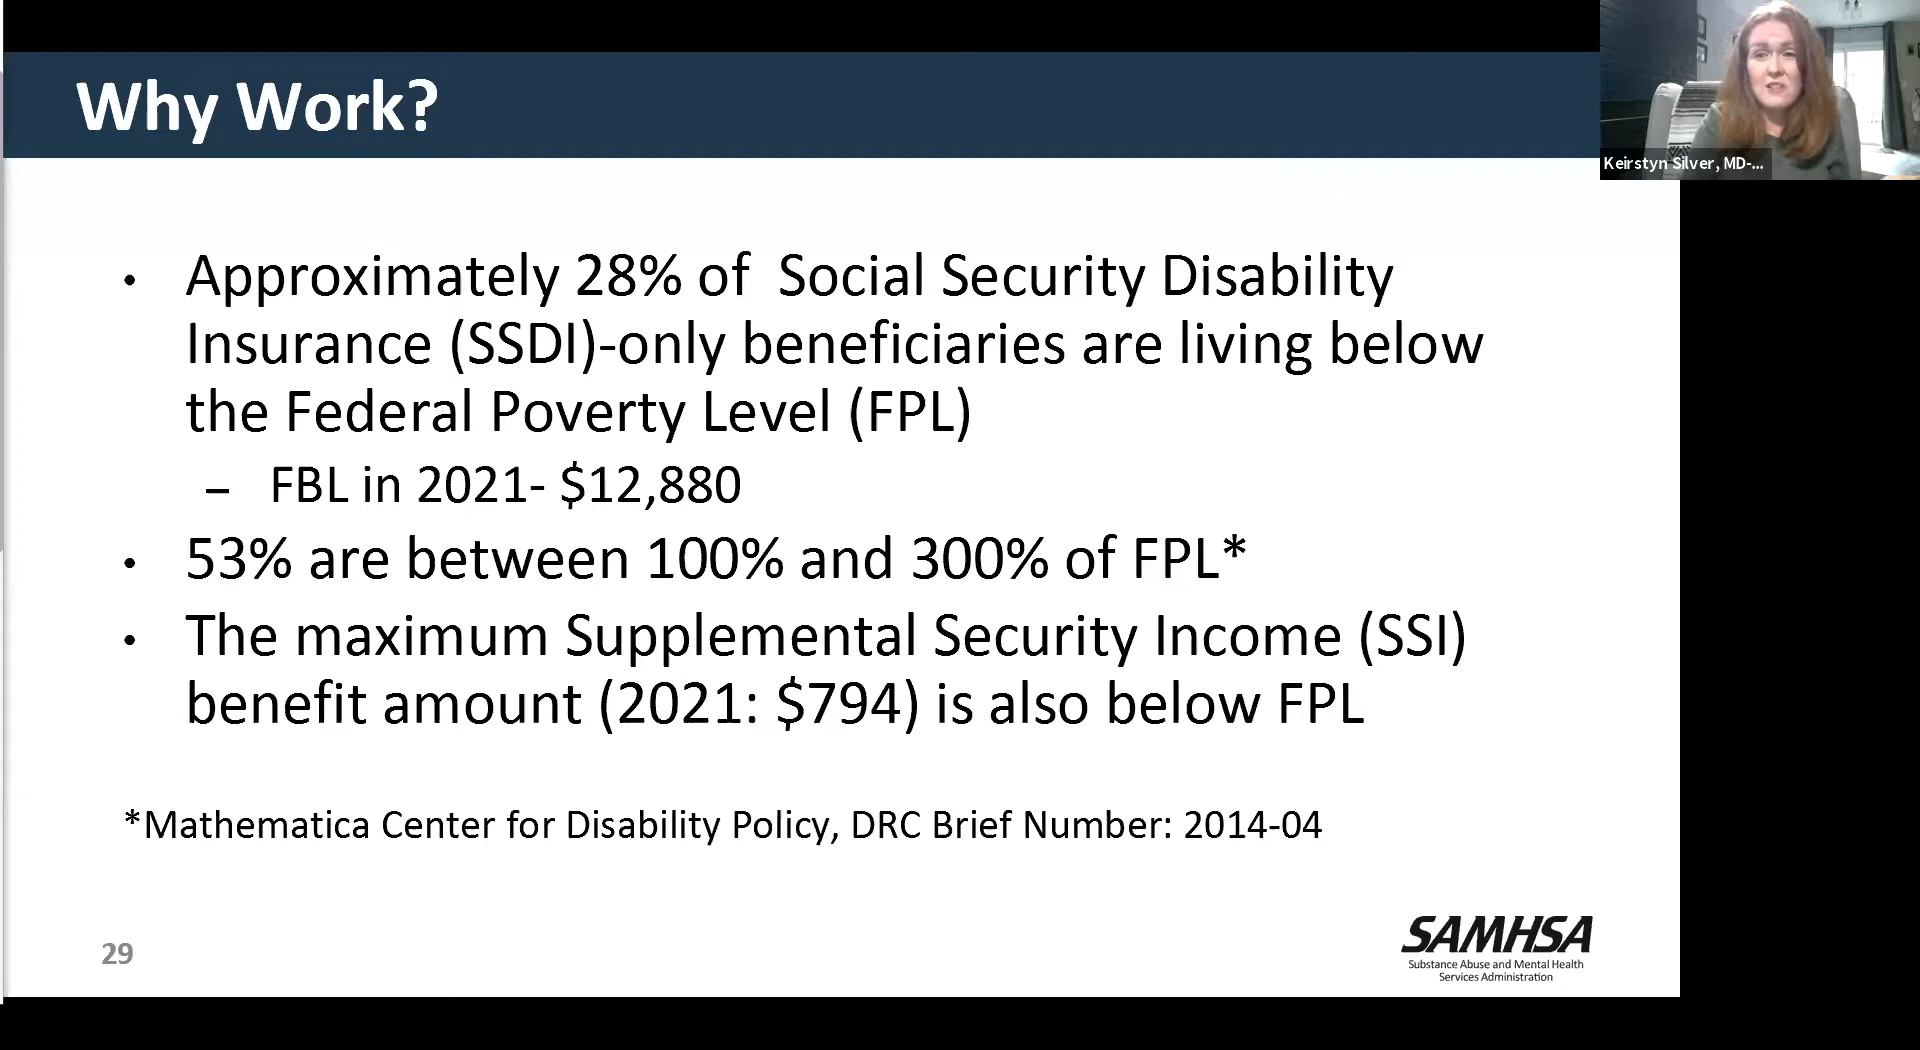 Why Work?
Keirstyn Silver, MD-...
• Approximately 28% of Social Security Disability
Insurance (SSDI)-only beneficiaries are living below
the Federal Poverty Level (FPL)
– FBL in 2021- $12,880
• 53% are between 100% and 300% of FPL*
• The maximum Supplemental Security Income (SSI)
benefit amount (2021: $794) is also below FPL
*Mathematica Center for Disability Policy, DRC Brief Number: 2014-04
29
SAMHSA
Substance Abuse and Mental Health
Services Administration